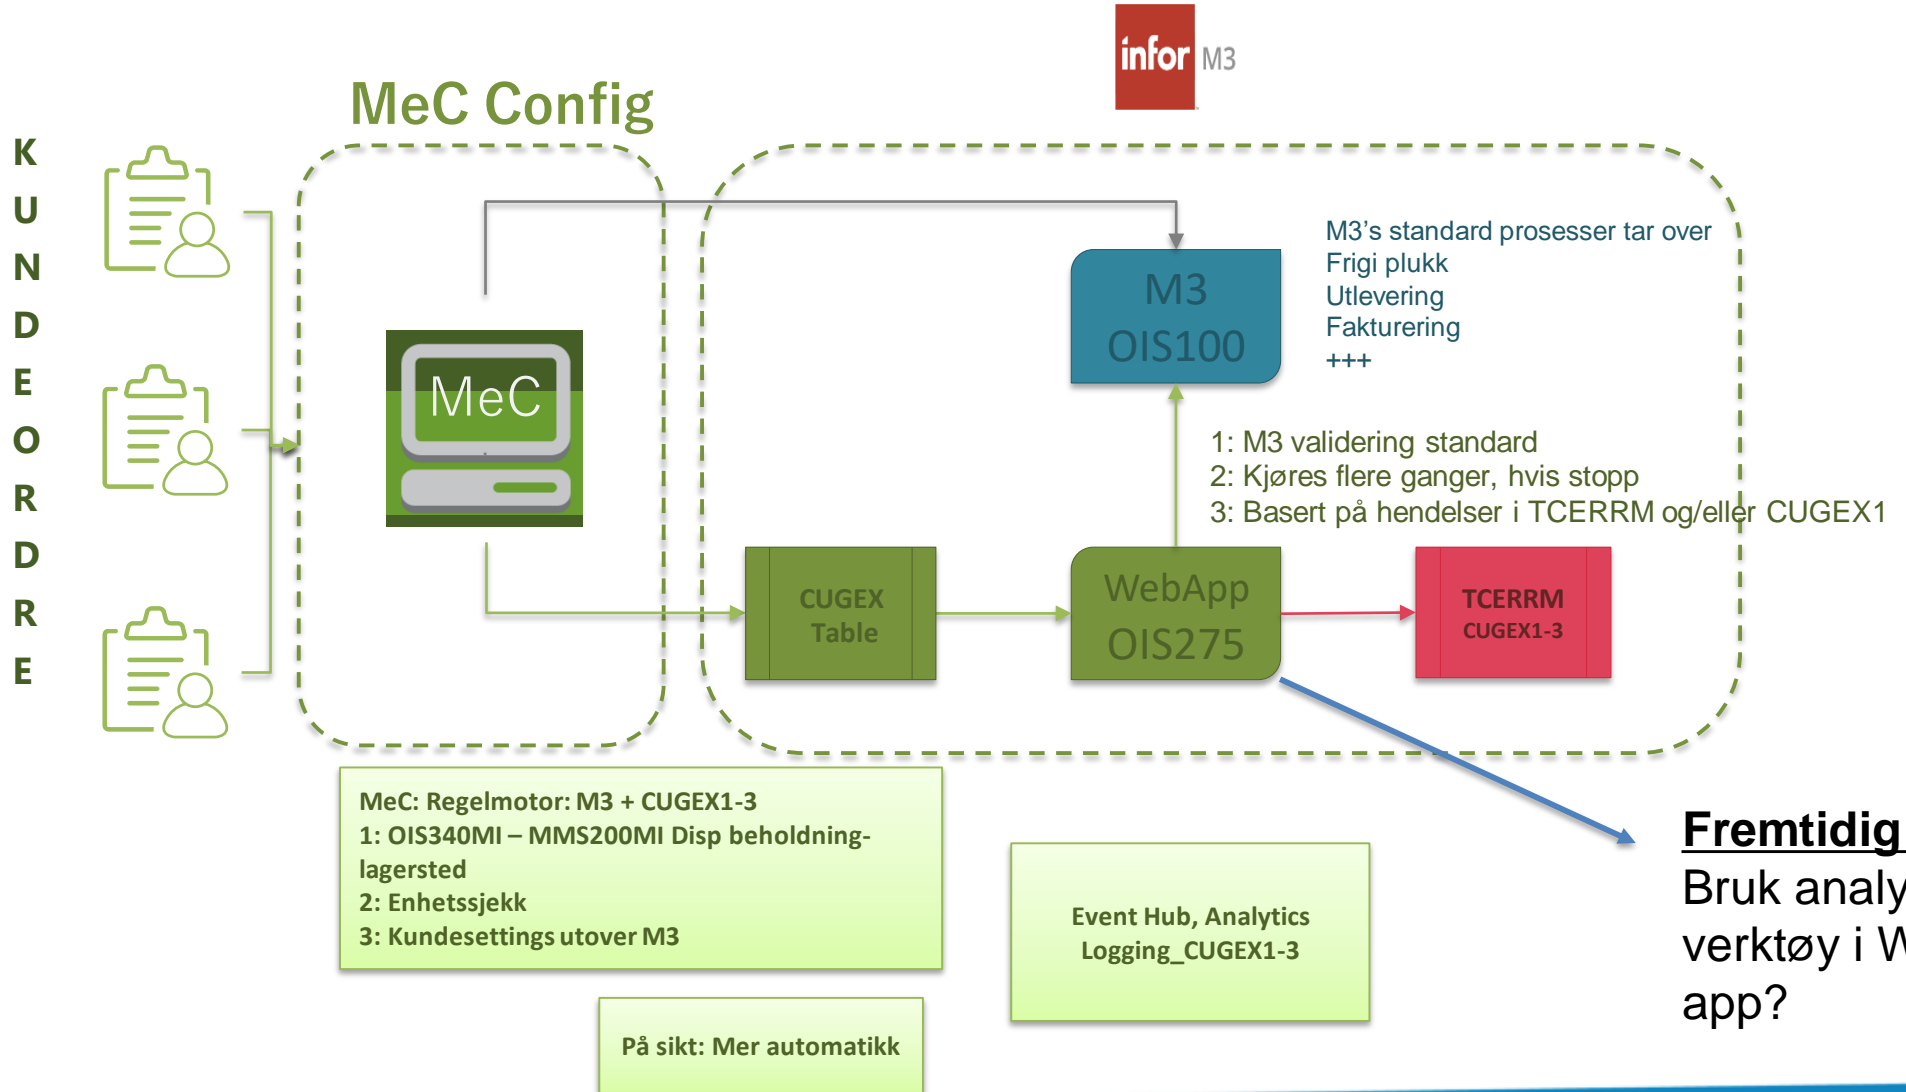 infor M3
MeC Config
KUNDEORDRE
M3's standard prosesser tar over
Frigi plukk
Utlevering
Fakturering
+++
M3
OIS100
MeC
1: M3 validering standard
2: Kjøres flere ganger, hvis stopp
3: Basert på hendelser i TCERRM og/eller CUGEX1
CUGEX
Table
WebApp
OIS275
TCERRM
CUGEX1-3
MeC: Regelmotor: M3 + CUGEX1-3
1: OIS340MI – MMS200MI Disp beholdning-
lagersted
2: Enhetssjekk
3: Kundesettings utover M3
Event Hub, Analytics
Logging_CUGEX1-3
På sikt: Mer automatikk
Fremtidig
Bruk analy
verktøy i W
app?